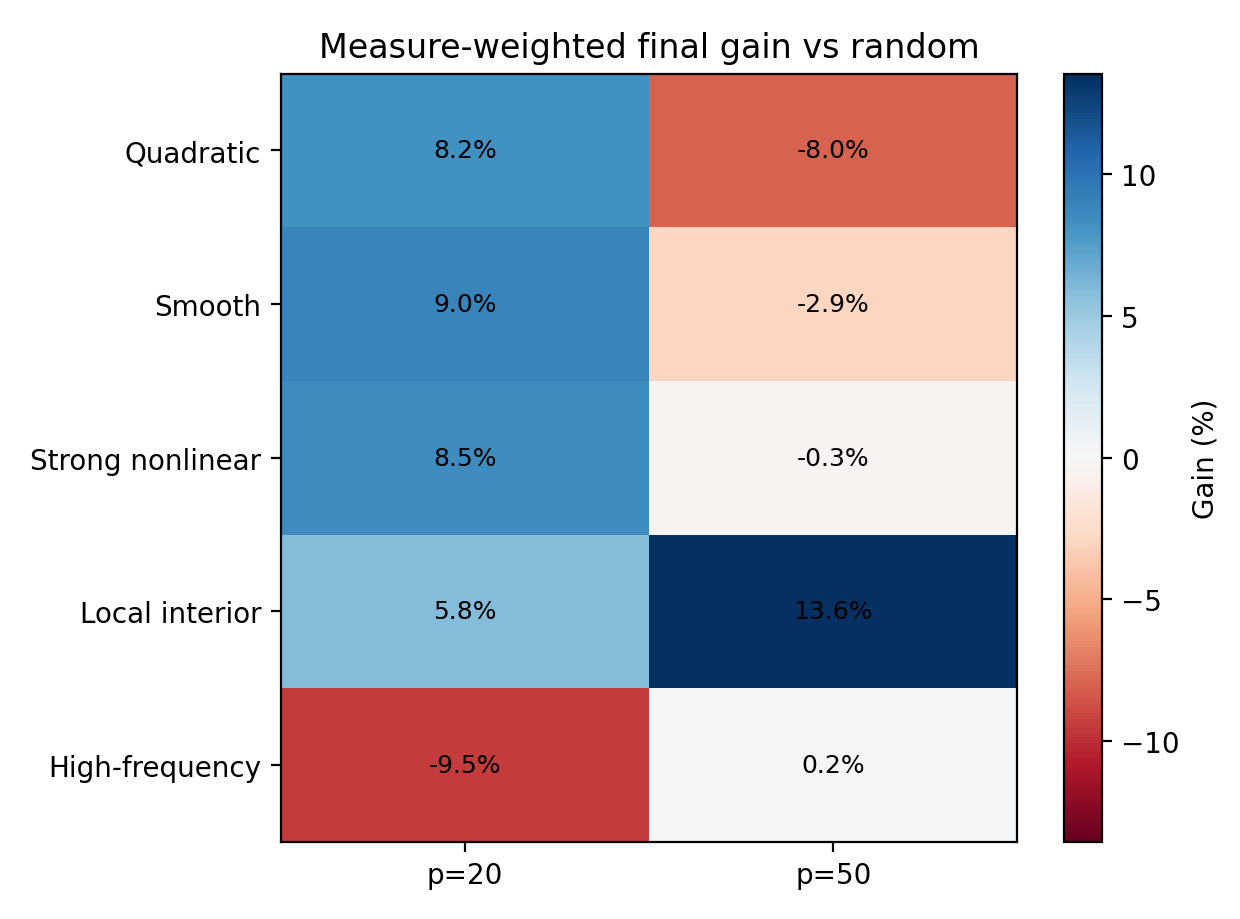 Measure-weighted final gain vs random
Quadratic 8.2% -8.0%
Smooth 9.0% -2.9%
Strong nonlinear 8.5% -0.3%
Local interior 5.8% 13.6%
High-frequency -9.5% 0.2%
p=20 p=50
10
5
0
−5
−10
Gain (%)